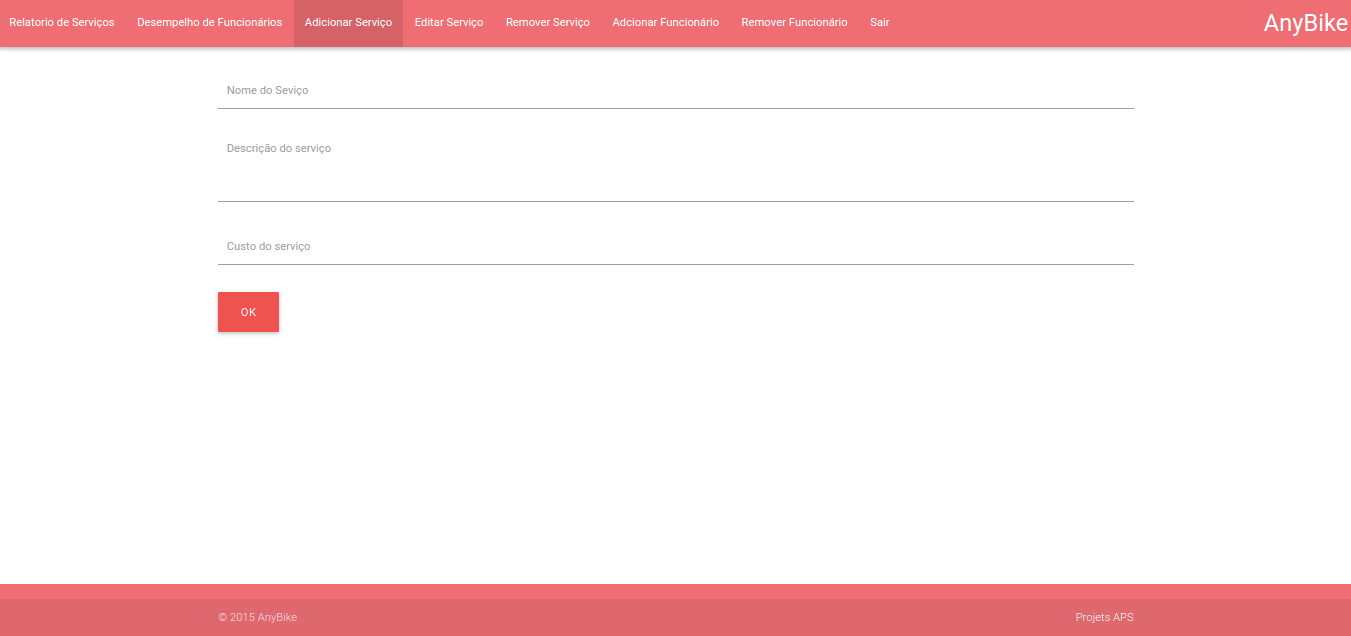 Relatorio de Serviços Desempenho de Funcionários Adicionar Serviço Editar Serviço Remover Serviço Adcionar Funcionário Remover Funcionário Sair AnyBike
Nome do Seviço
Descrição do serviço
Custo do serviço
OK
© 2015 AnyBike Projets APS